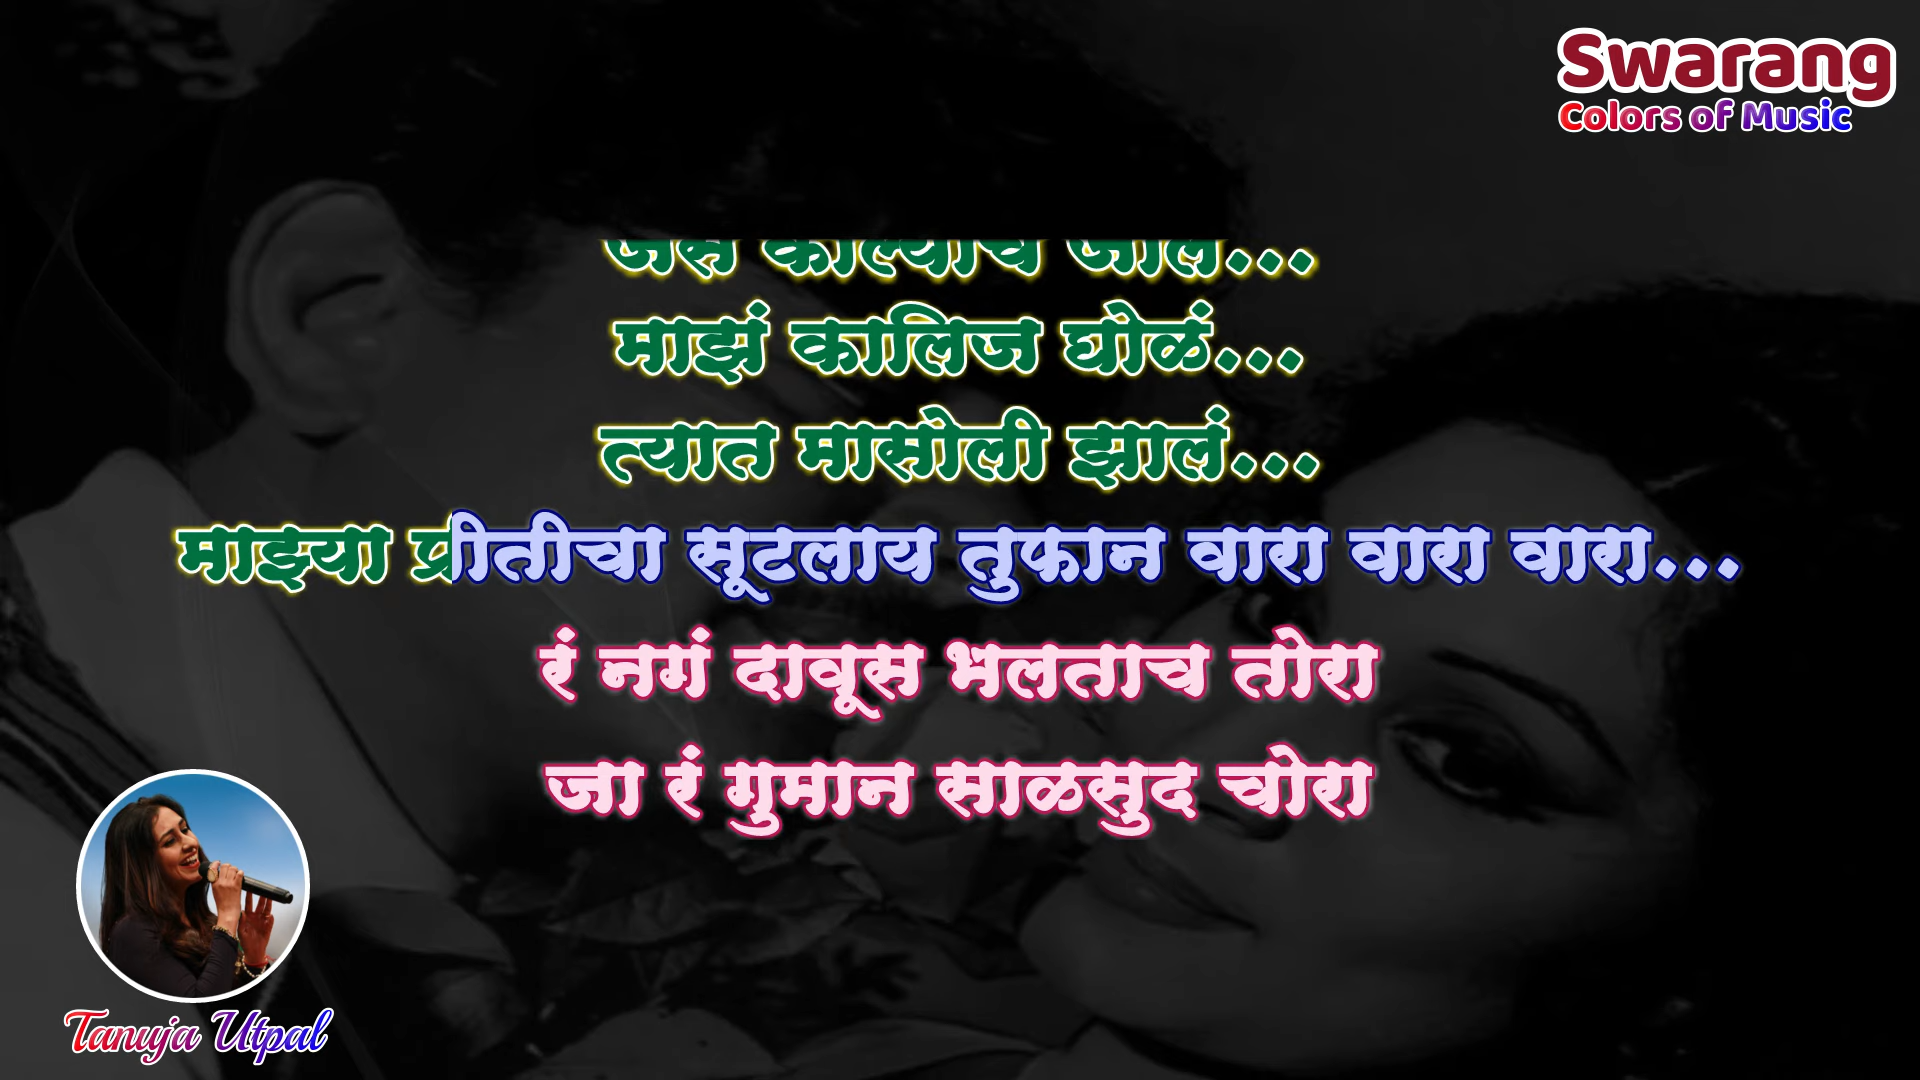 Swarang
Colors of Music
माझं कालिज घोळं...
त्यात मासोली झालं...
माझ्या प्रीतीचा सूटलाय तुफान वारा वारा वारा...
रं नगं दावूस भलताच तोरा
जा रं गुमान साळसुद चोरा
Tanuja Utpal